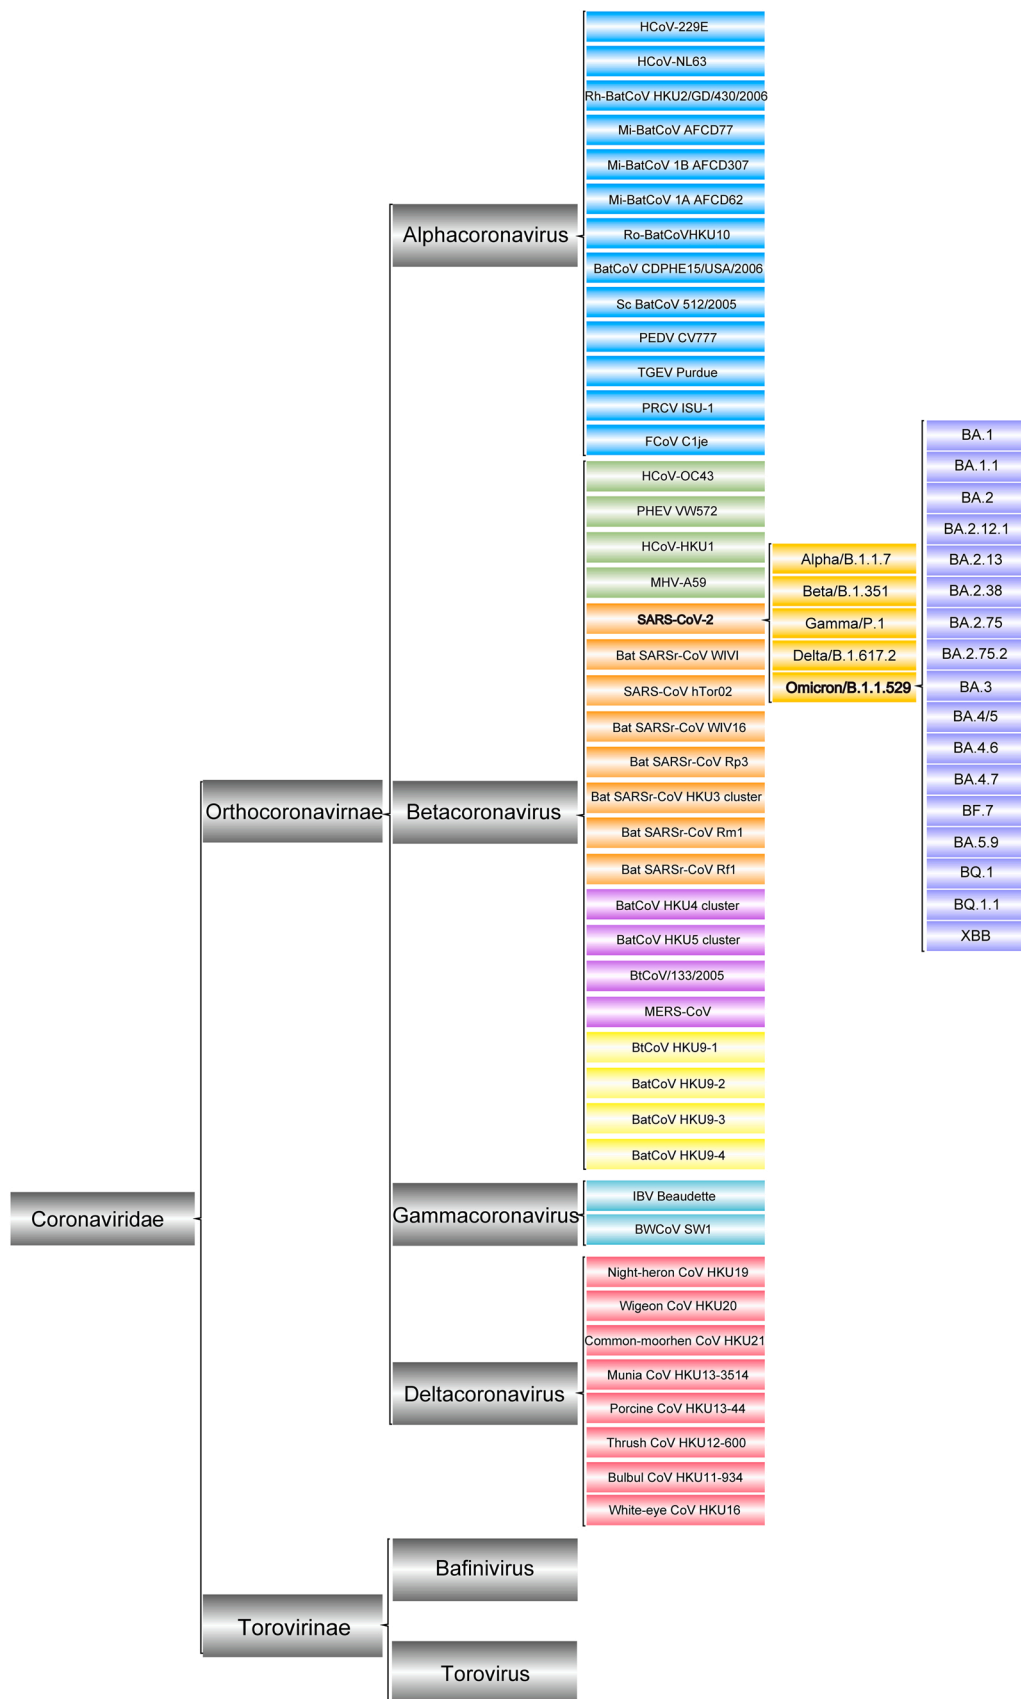 Coronaviridae
Orthocoronavirnae
Alphacoronavirus
HCoV-229E
HCoV-NL63
Rh-BatCoV HKU2/GD/430/2006
Mi-BatCoV AFCD77
Mi-BatCoV 1B AFCD307
Mi-BatCoV 1A AFCD62
Ro-BatCoVHKU10
BatCoV CDPHE15/USA/2006
Sc BatCoV 512/2005
PEDV CV777
TGEV Purdue
PRCV ISU-1
FCoV C1je
Betacoronavirus
HCoV-OC43
PHEV VW572
HCoV-HKU1
MHV-A59
SARS-CoV-2
Alpha/B.1.1.7
Beta/B.1.351
Gamma/P.1
Delta/B.1.617.2
Omicron/B.1.1.529
BA.1
BA.1.1
BA.2
BA.2.12.1
BA.2.13
BA.2.38
BA.2.75
BA.2.75.2
BA.3
BA.4/5
BA.4.6
BA.4.7
BF.7
BA.5.9
BQ.1
BQ.1.1
XBB
Bat SARSr-CoV WIVI
SARS-CoV hTor02
Bat SARSr-CoV WIV16
Bat SARSr-CoV Rp3
Bat SARSr-CoV HKU3 cluster
Bat SARSr-CoV Rm1
Bat SARSr-CoV Rf1
BatCoV HKU4 cluster
BatCoV HKU5 cluster
BtCoV/133/2005
MERS-CoV
BtCoV HKU9-1
BatCoV HKU9-2
BatCoV HKU9-3
BatCoV HKU9-4
Gammacoronavirus
IBV Beaudette
BWCoV SW1
Deltacoronavirus
Night-heron CoV HKU19
Wigeon CoV HKU20
Common-moorhen CoV HKU21
Munia CoV HKU13-3514
Porcine CoV HKU13-44
Thrush CoV HKU12-600
Bulbul CoV HKU11-934
White-eye CoV HKU16
Torovirinae
Bafinivirus
Torovirus